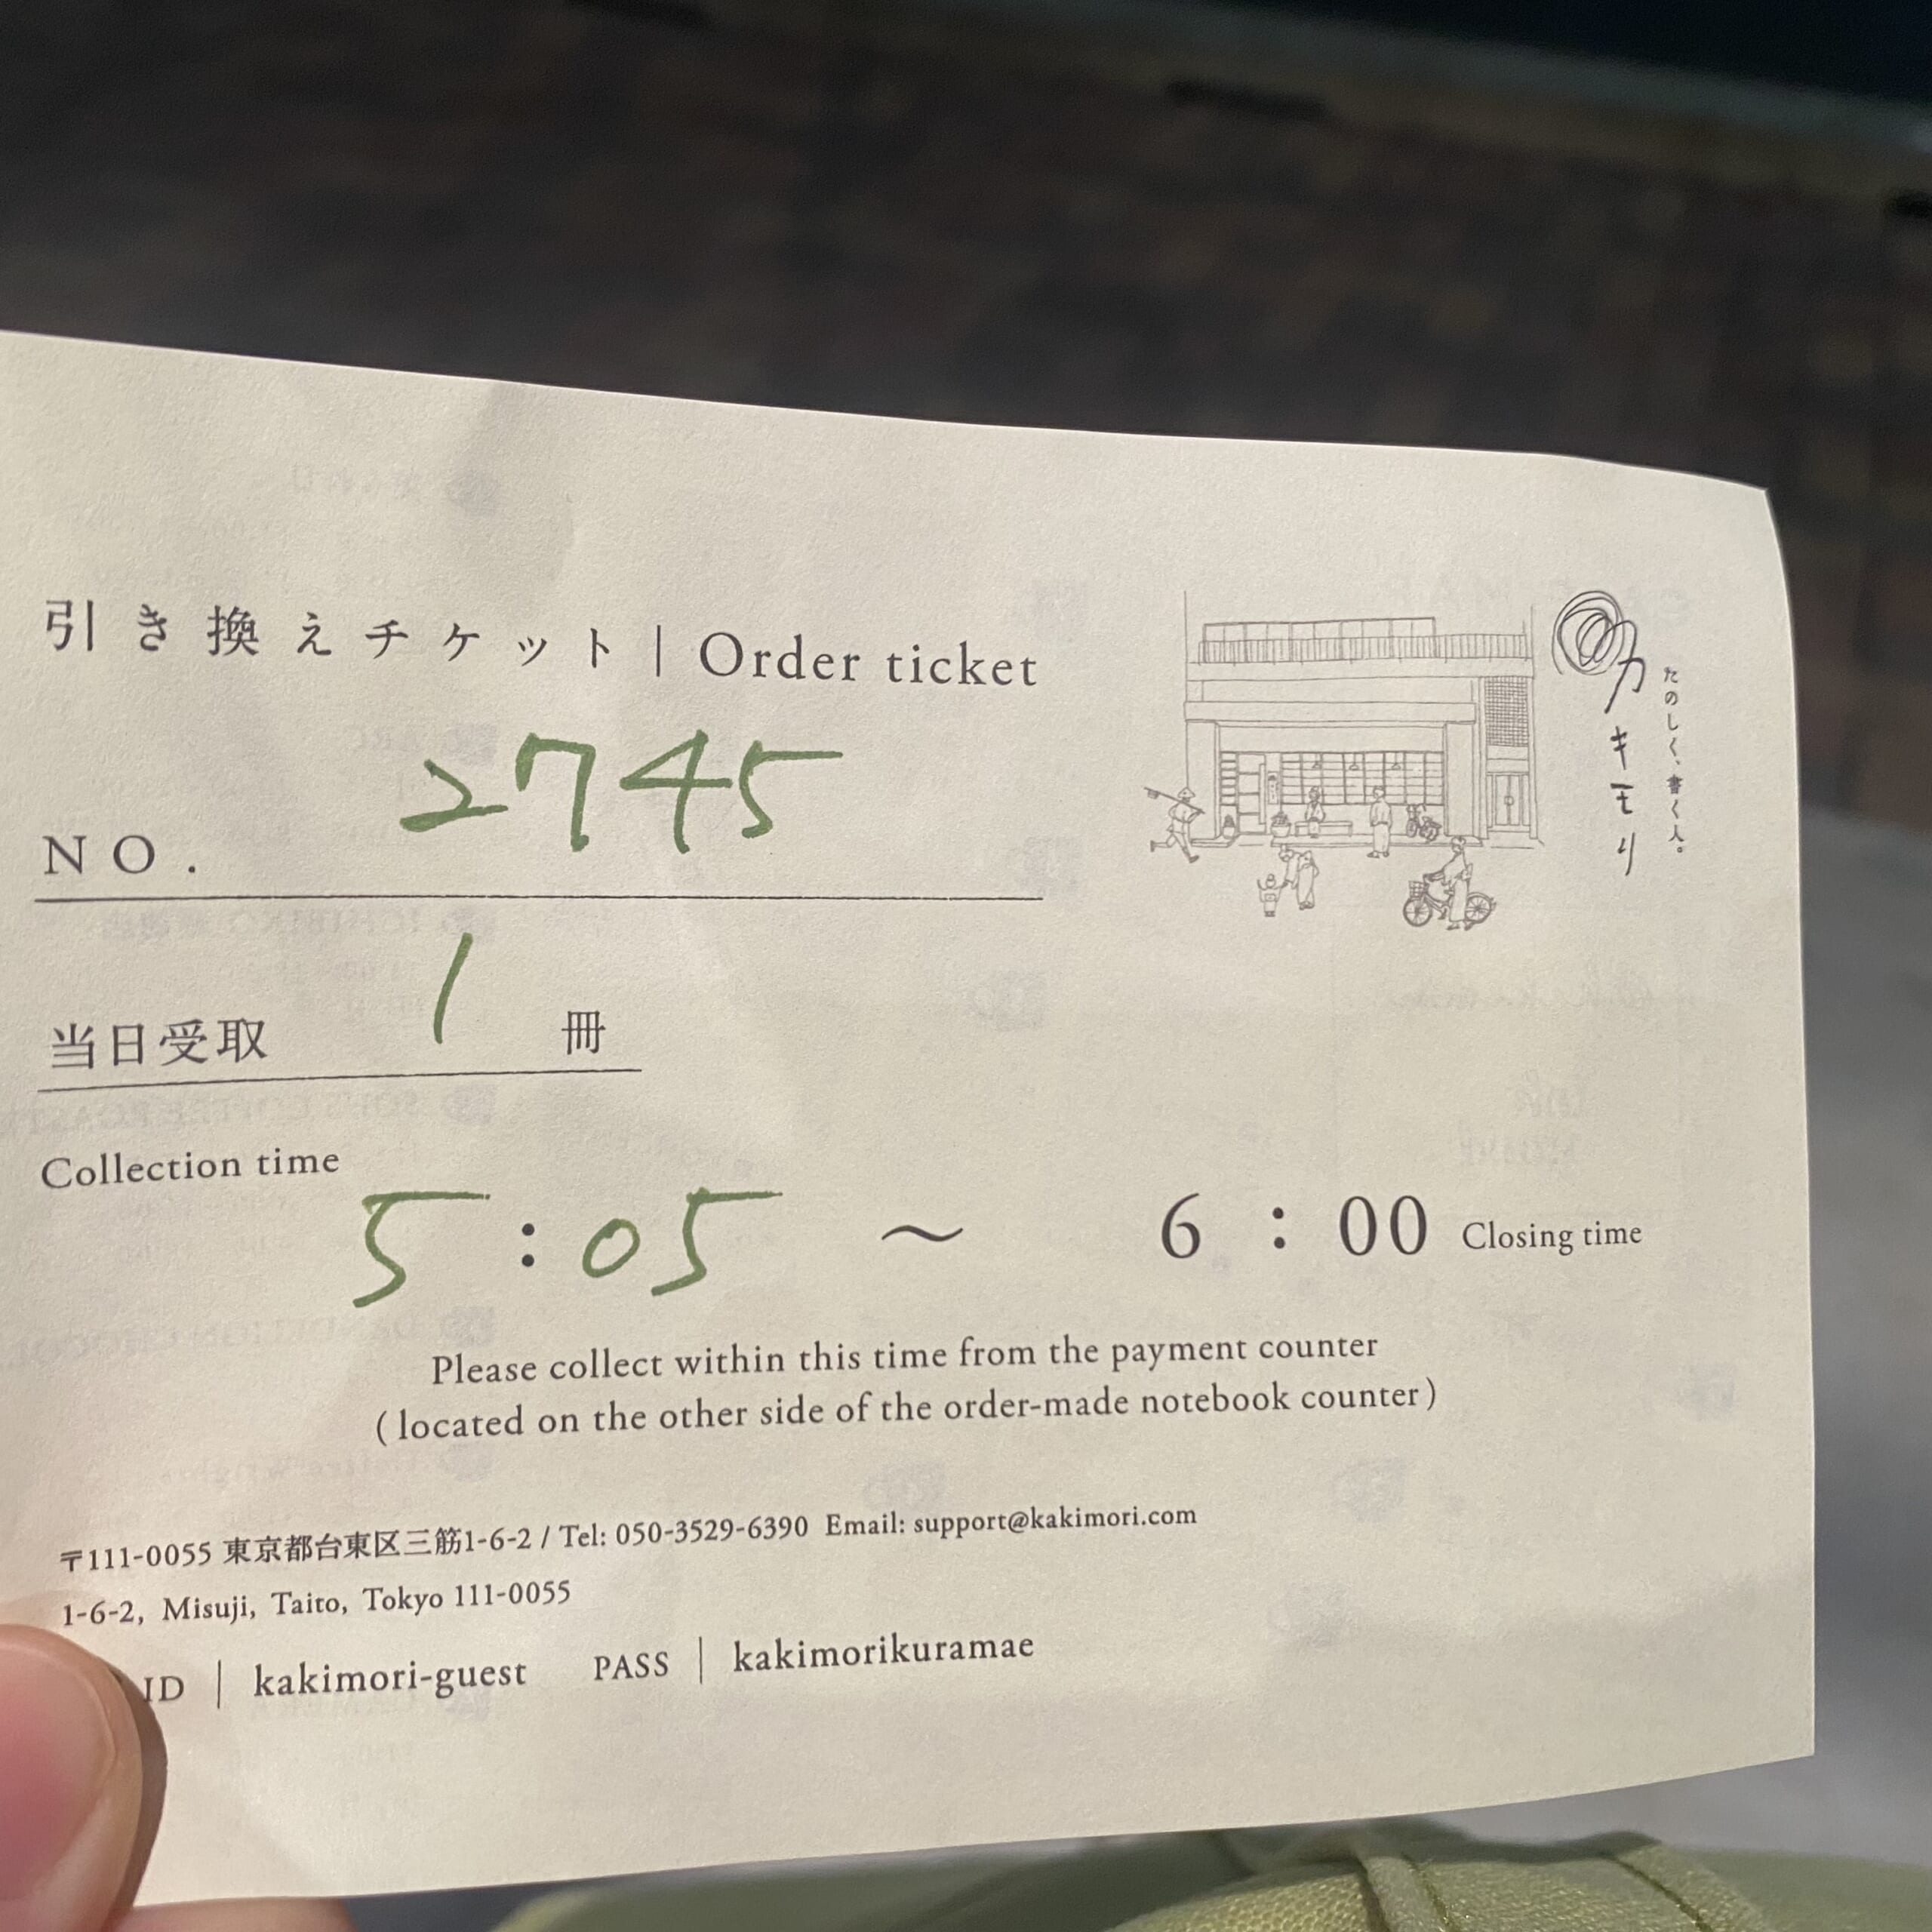 引き換えチケット | Order ticket
カキモリ
たのしく、書く人。
NO. 2745
当日受取 1 冊
Collection time
5:05 ~ 6:00 Closing time
Please collect within this time from the payment counter
(located on the other side of the order-made notebook counter)
〒111-0055 東京都台東区三筋1-6-2 / Tel: 050-3529-6390 Email: support@kakimori.com
1-6-2, Misuji, Taito, Tokyo 111-0055
ID | kakimori-guest PASS | kakimorikuramae